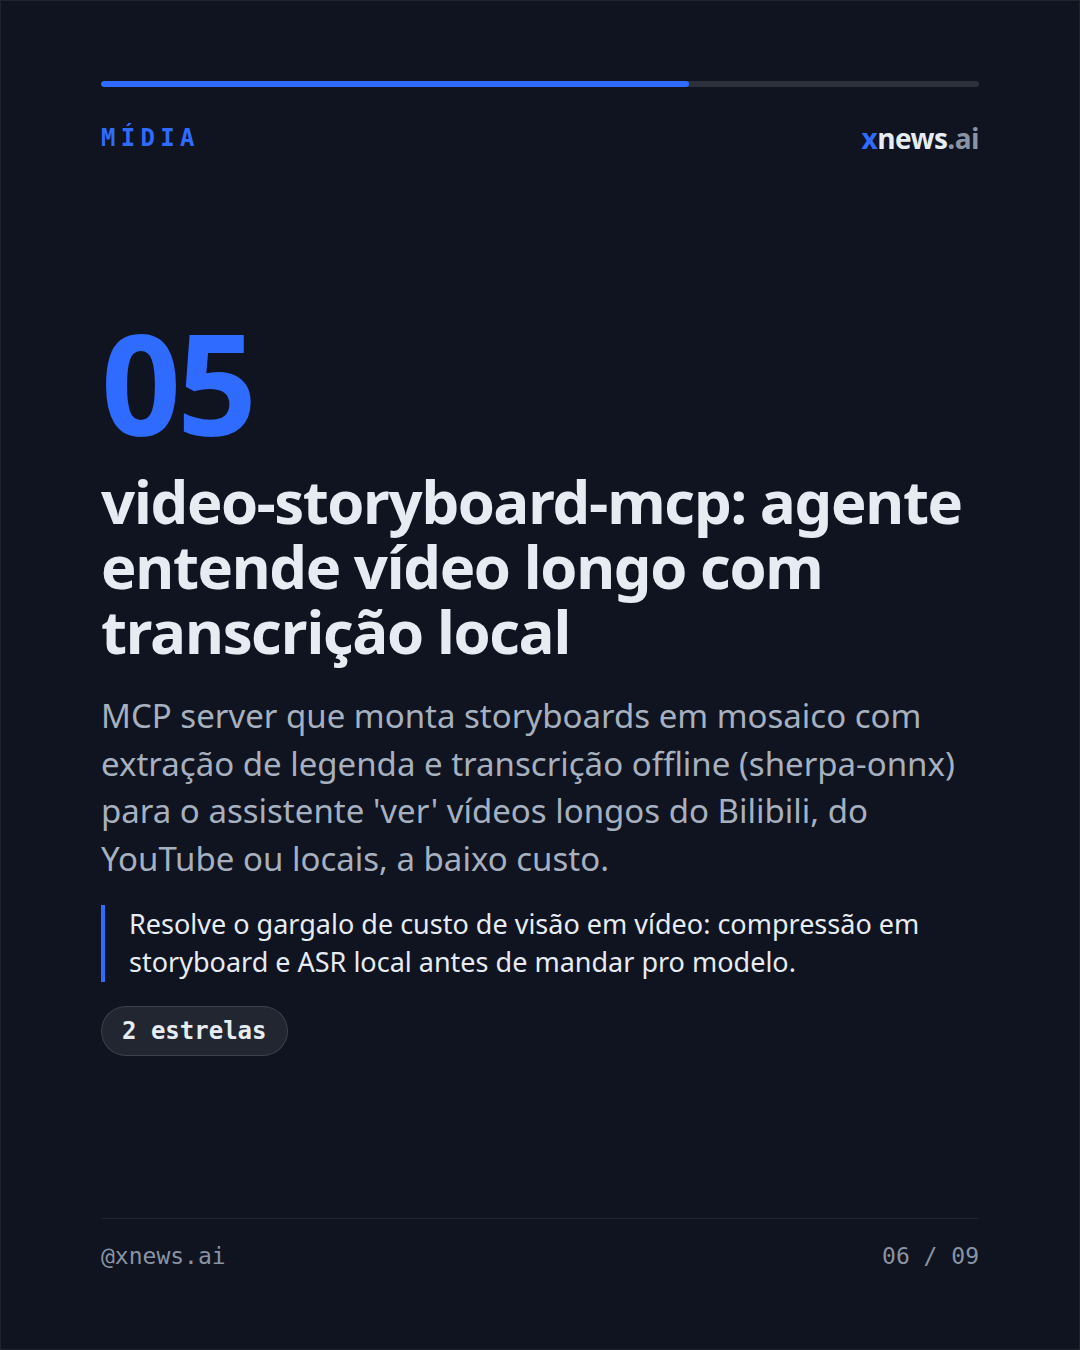 MÍDIA
xnews.ai
05
video-storyboard-mcp: agente
entende vídeo longo com
transcrição local
MCP server que monta storyboards em mosaico com
extração de legenda e transcrição offline (sherpa-onnx)
para o assistente 'ver' vídeos longos do Bilibili, do
YouTube ou locais, a baixo custo.
Resolve o gargalo de custo de visão em vídeo: compressão em
storyboard e ASR local antes de mandar pro modelo.
2 estrelas
@xnews.ai
06 / 09